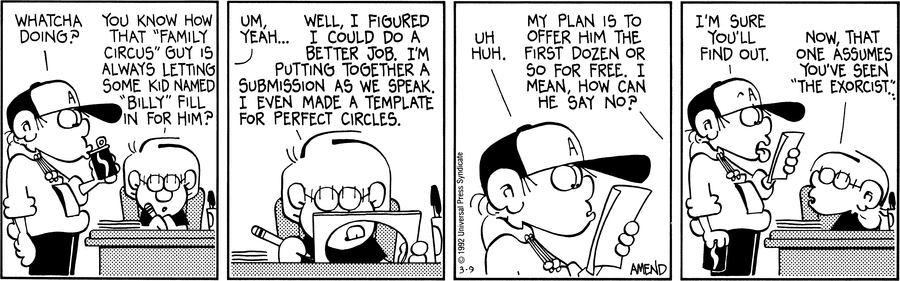 WHATCHA
DOING?
YOU KNOW HOW
THAT "FAMILY
CIRCUS" GUY IS
ALWAYS LETTING
SOME KID NAMED
"BILLY" FILL
IN FOR HIM?
A
UM,
YEAH...
WELL, I FIGURED
I COULD DO A
BETTER JOB. I'M
PUTTING TOGETHER A
SUBMISSION AS WE SPEAK.
I EVEN MADE A TEMPLATE
FOR PERFECT CIRCLES.
UH
HUH.
MY PLAN IS TO
OFFER HIM THE
FIRST DOZEN OR
SO FOR FREE. I
MEAN, HOW CAN
HE SAY NO?
A
© 1992 Universal Press Syndicate
3-9
AMEND
I'M SURE
YOU'LL
FIND OUT.
NOW, THAT
ONE ASSUMES
YOU'VE SEEN
"THE EXORCIST."
A